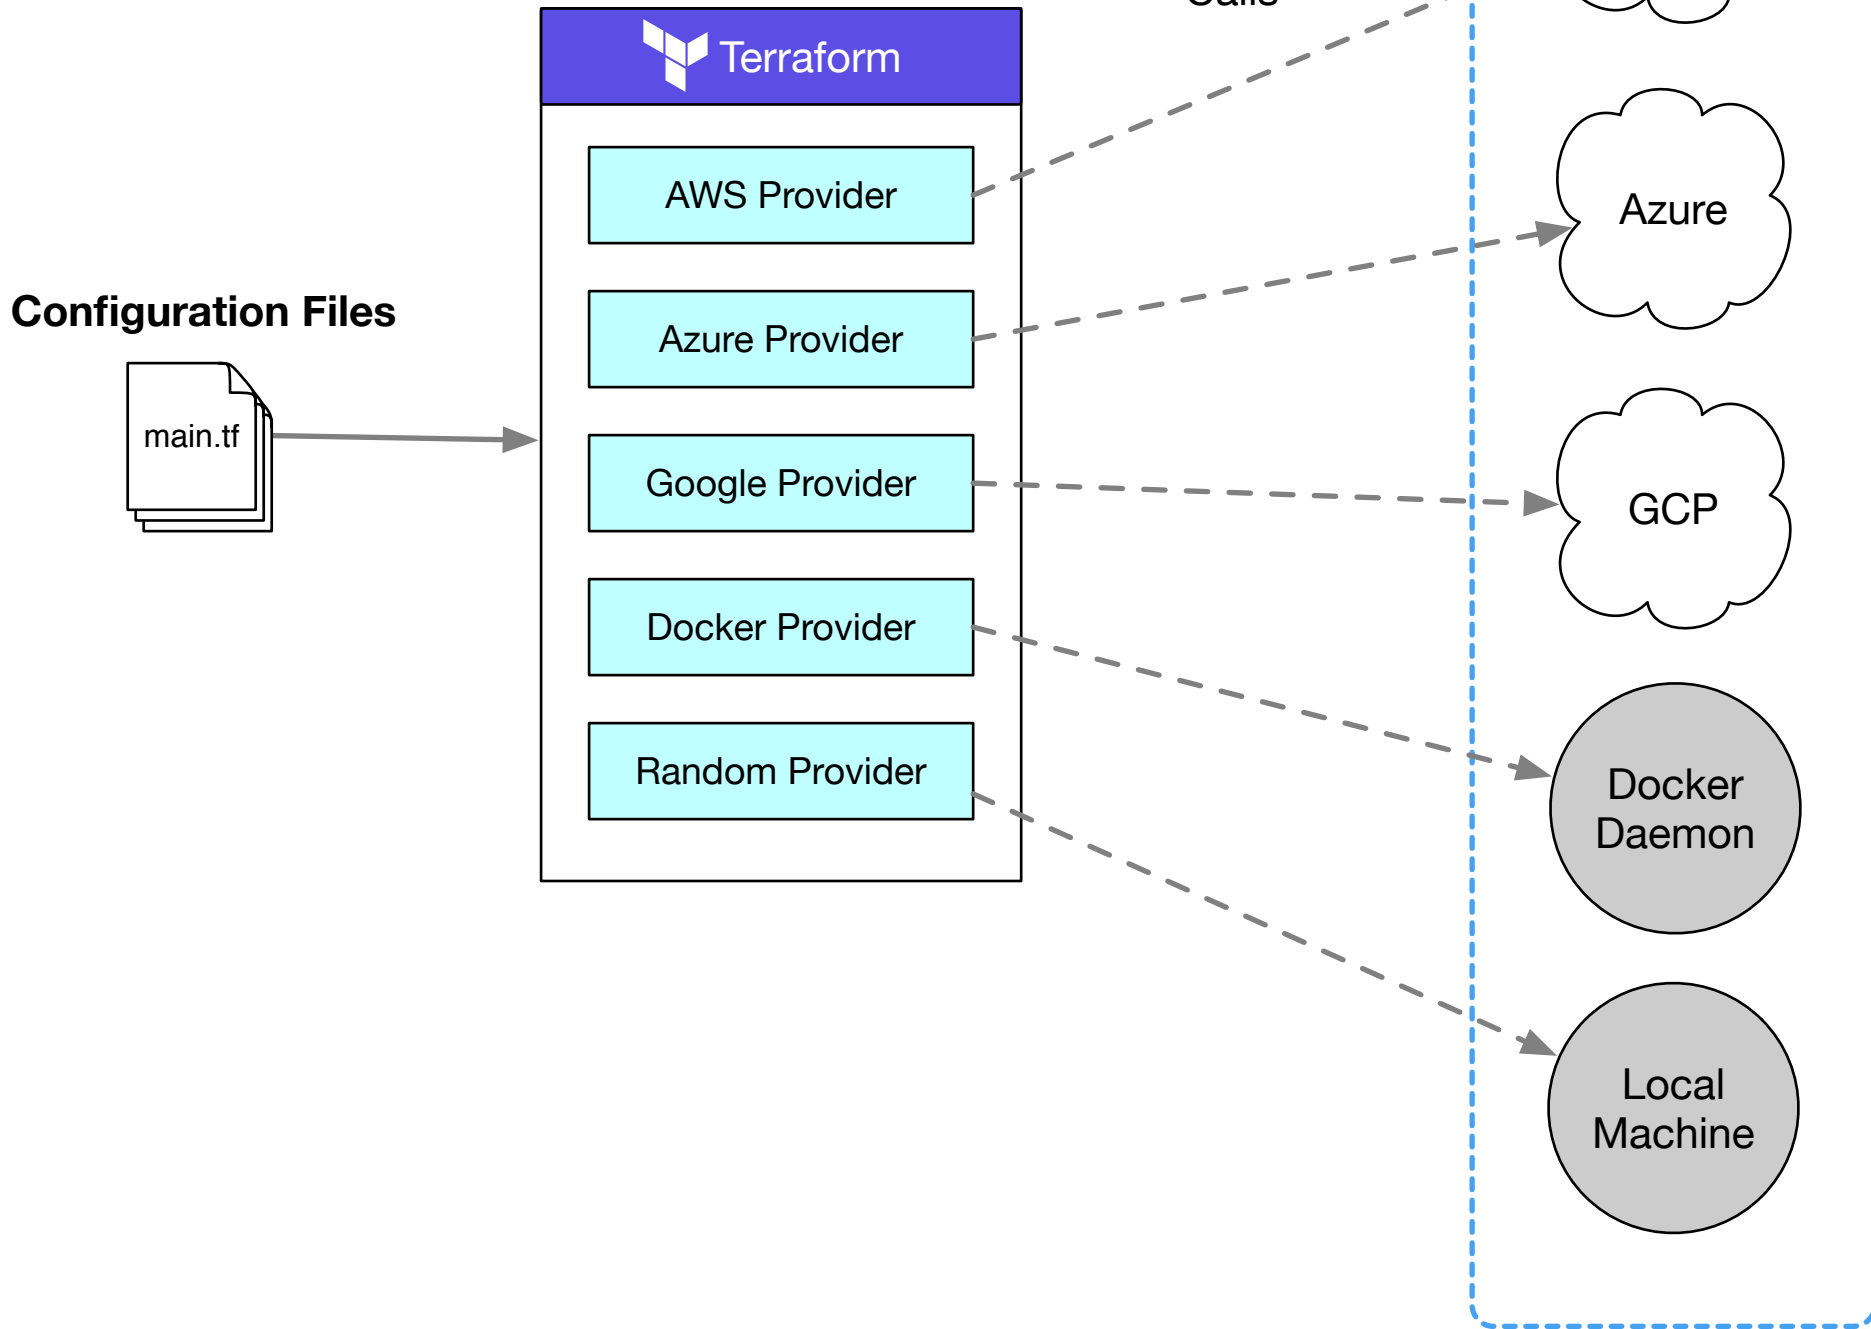 Calls
Terraform
AWS Provider
Azure
Configuration Files
Azure Provider
main.tf
Google Provider
GCP
Docker Provider
Random Provider
Docker
Daemon
Local
Machine